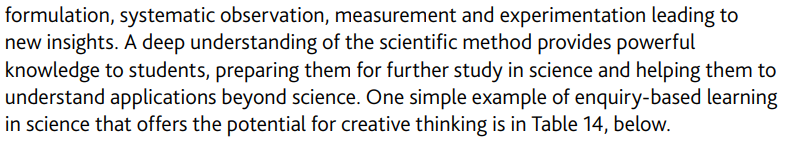 formulation, systematic observation, measurement and experimentation leading to
new insights. A deep understanding of the scientific method provides powerful
knowledge to students, preparing them for further study in science and helping them to
understand applications beyond science. One simple example of enquiry-based learning
in science that offers the potential for creative thinking is in Table 14, below.